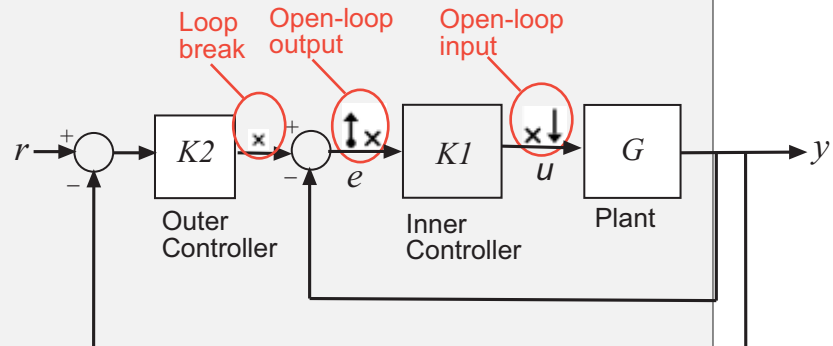 Loop
break
Open-loop
output
Open-loop
input
r
+
−
K2
+
−
e
K1
u
G
y
Outer
Controller
Inner
Controller
Plant